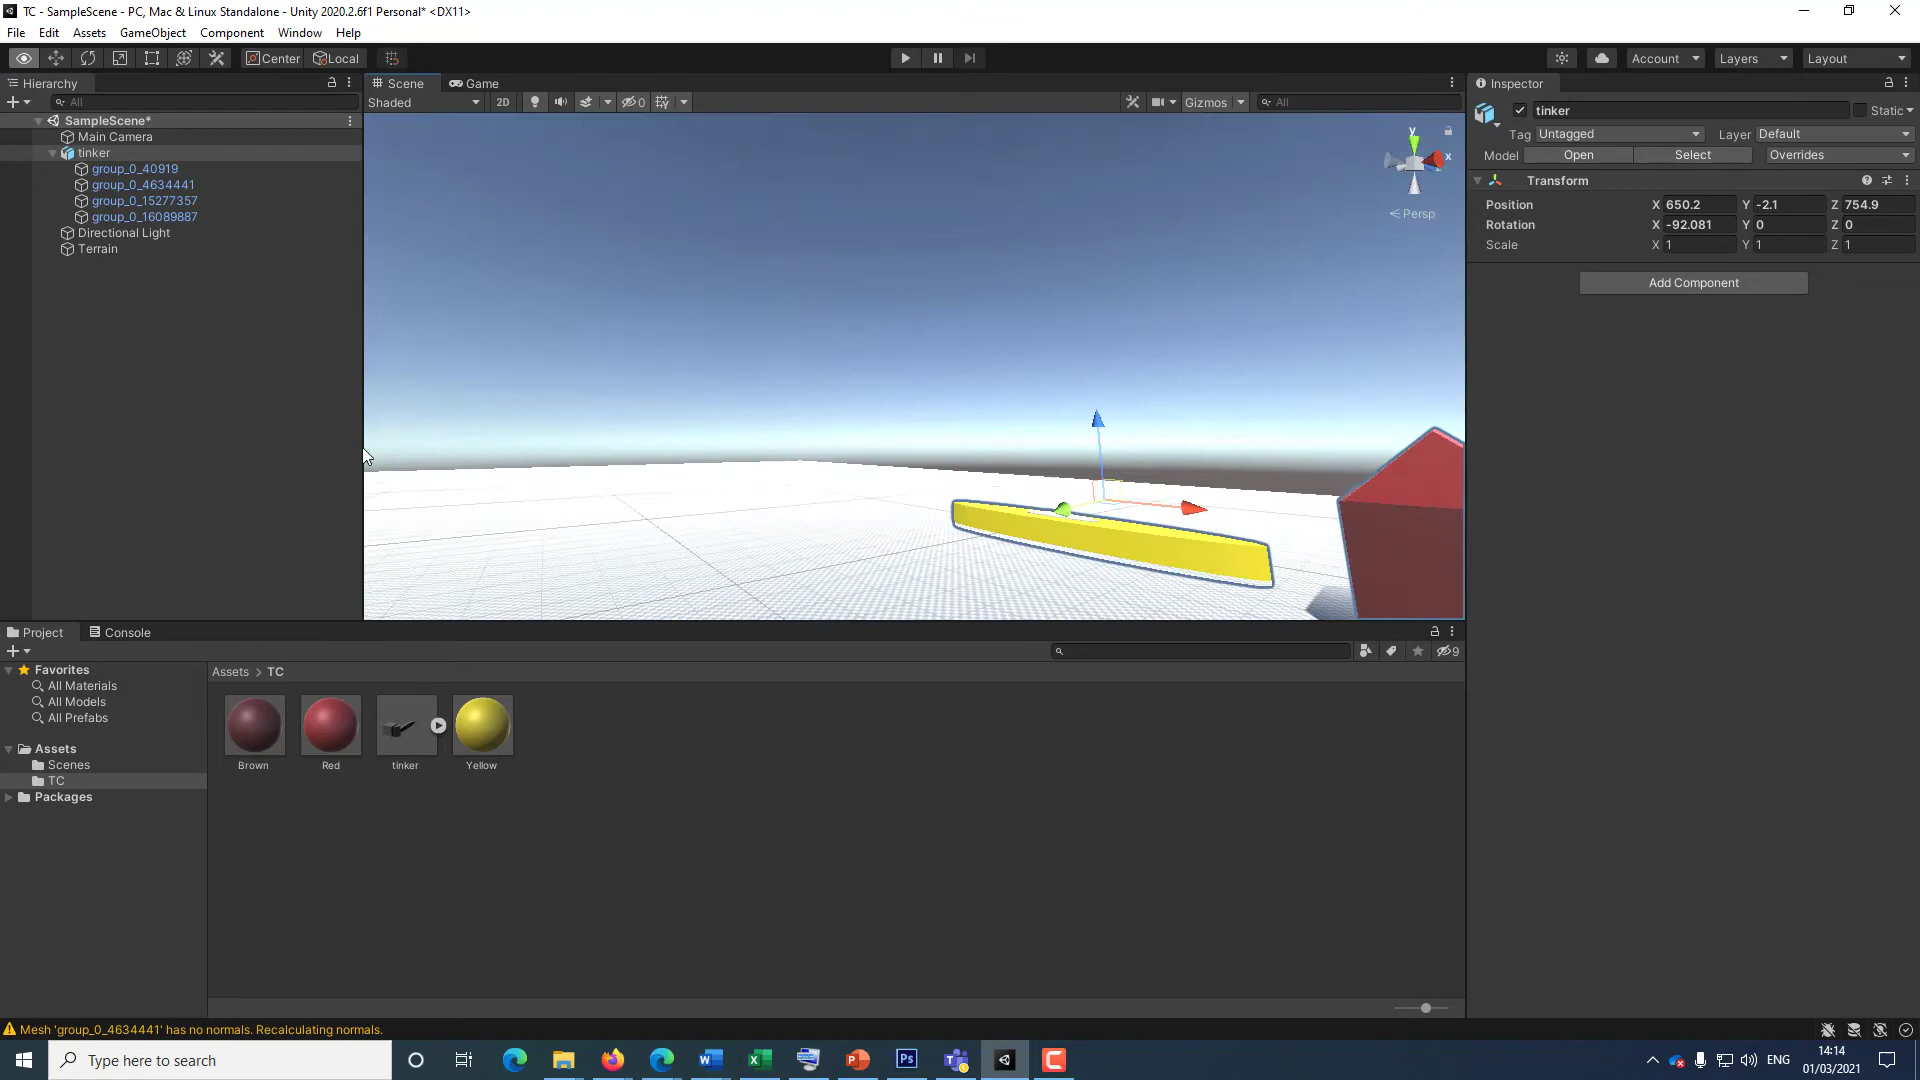 TC - SampleScene - PC, Mac & Linux Standalone - Unity 2020.2.6f1 Personal* <DX11>
File Edit Assets GameObject Component Window Help
Center Local Account Layers Layout
Hierarchy Scene Game Inspector
All Shaded 2D 0 Gizmos All tinker Static
SampleScene*
Main Camera
tinker
group_0_40919
group_0_4634441
group_0_15277357
group_0_16089887
Directional Light
Terrain
y
x
Persp
Tag Untagged Layer Default
Model Open Select Overrides
Transform
Position X 650.2 Y -2.1 Z 754.9
Rotation X -92.081 Y 0 Z 0
Scale X 1 Y 1 Z 1
Add Component
Project Console
9
Favorites
All Materials
All Models
All Prefabs
Assets
Scenes
TC
Packages
Assets > TC
Brown Red tinker Yellow
Mesh 'group_0_4634441' has no normals. Recalculating normals.
Type here to search
ENG
14:14
01/03/2021